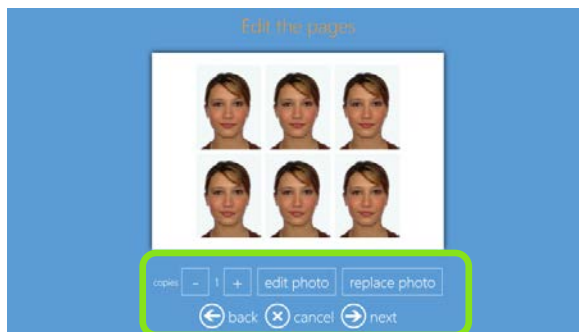 Edit the pages
copies - 1 + edit photo replace photo
back cancel next